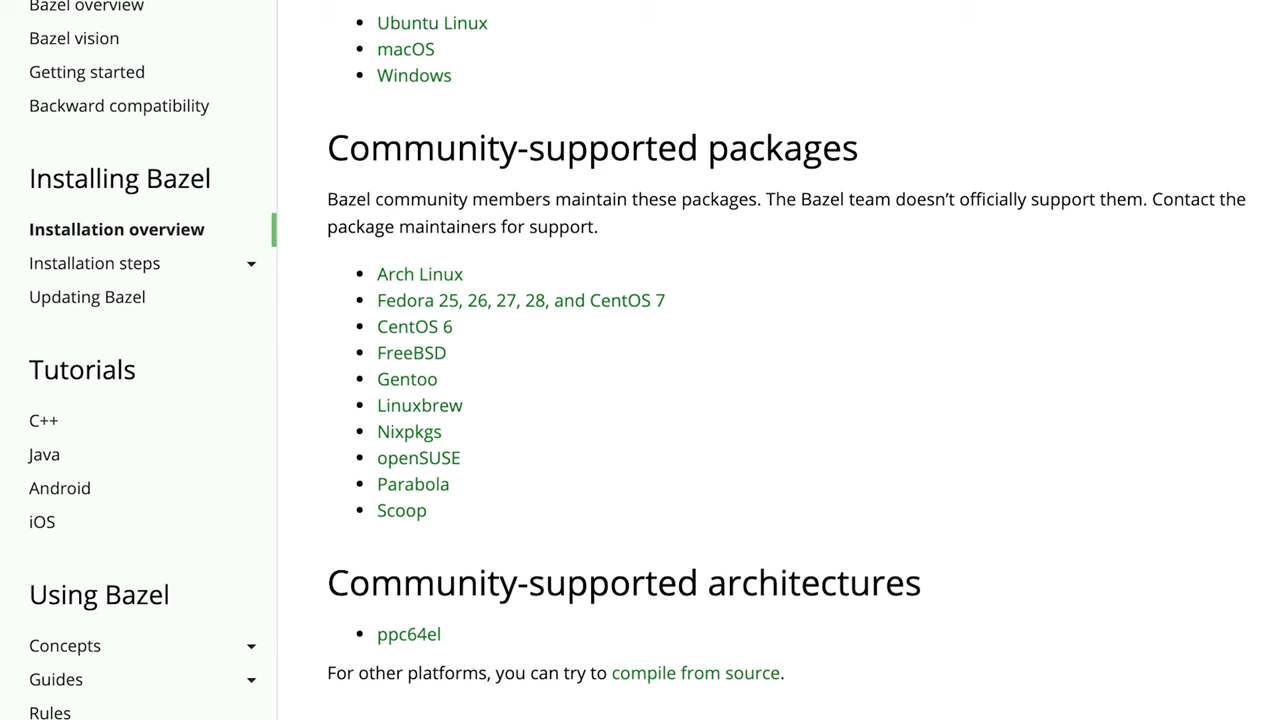 Bazel overview
Bazel vision
Getting started
Backward compatibility
Installing Bazel
Installation overview
Installation steps
Updating Bazel
Tutorials
C++
Java
Android
iOS
Using Bazel
Concepts
Guides
Rules
Ubuntu Linux
macOS
Windows
Community-supported packages
Bazel community members maintain these packages. The Bazel team doesn’t officially support them. Contact the
package maintainers for support.
Arch Linux
Fedora 25, 26, 27, 28, and CentOS 7
CentOS 6
FreeBSD
Gentoo
Linuxbrew
Nixpkgs
openSUSE
Parabola
Scoop
Community-supported architectures
ppc64el
For other platforms, you can try to compile from source.